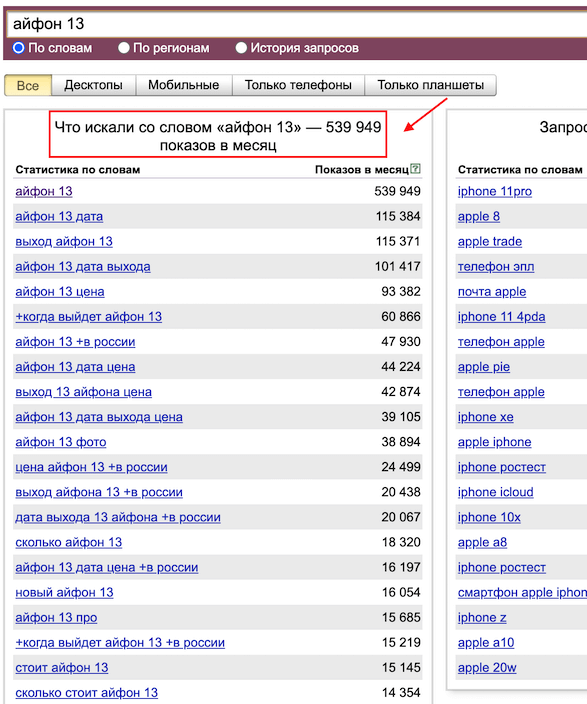 айфон 13
По словам По регионам История запросов
Все Десктопы Мобильные Только телефоны Только планшеты
Что искали со словом «айфон 13» — 539 949
показов в месяц
Статистика по словам Показов в месяц ?
айфон 13 539 949
айфон 13 дата 115 384
выход айфон 13 115 371
айфон 13 дата выхода 101 417
айфон 13 цена 93 382
+когда выйдет айфон 13 60 866
айфон 13 +в россии 47 930
айфон 13 дата цена 44 224
выход 13 айфона цена 42 874
айфон 13 дата выхода цена 39 105
айфон 13 фото 38 894
цена айфон 13 +в россии 24 499
выход айфона 13 +в россии 20 438
дата выхода 13 айфона +в россии 20 067
сколько айфон 13 18 320
айфон 13 дата цена +в россии 16 197
новый айфон 13 16 054
айфон 13 про 15 685
+когда выйдет айфон 13 +в россии 15 219
стоит айфон 13 15 145
сколько стоит айфон 13 14 354
Запрос
Статистика по словам
iphone 11pro
apple 8
apple trade
телефон эпл
почта apple
iphone 11 4pda
телефон apple
apple pie
телефон apple
iphone xe
apple iphone
iphone ростест
iphone icloud
iphone 10x
apple a8
iphone ростест
смартфон apple iphon
iphone z
apple a10
apple 20w